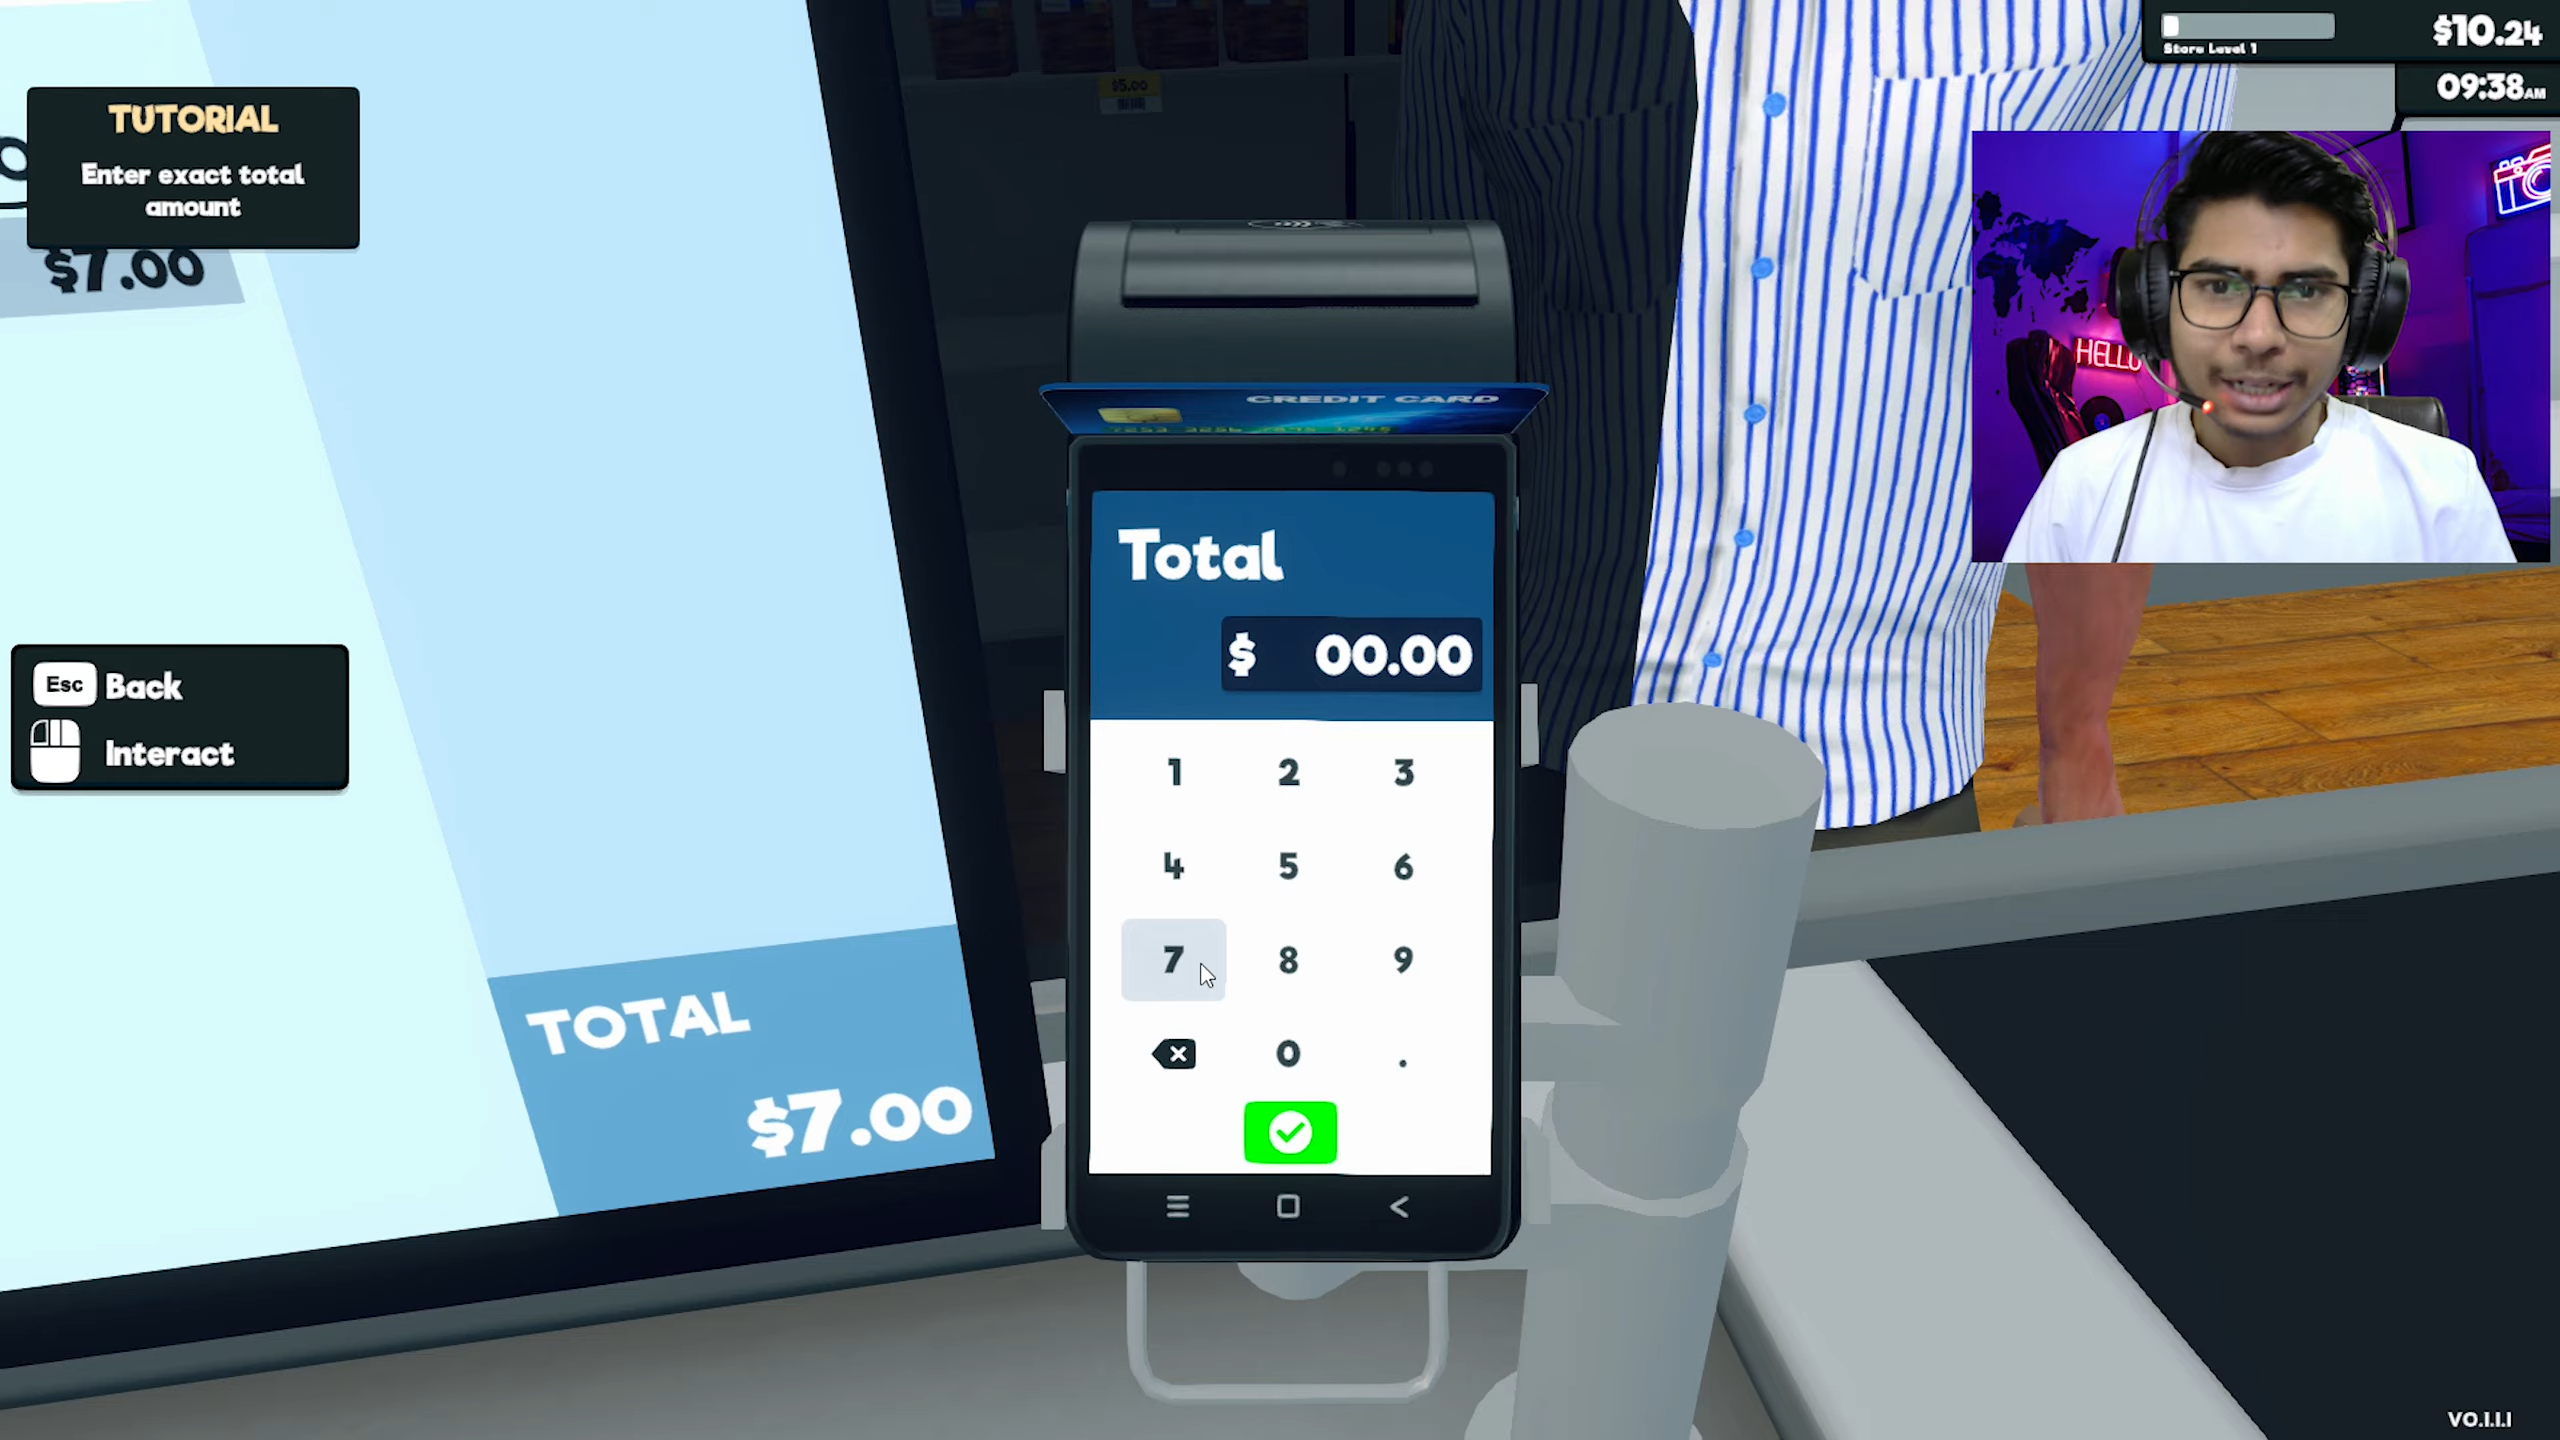 $5.00
Store Level 1
$10.24
09:38AM
TUTORIAL
Enter exact total
amount
$7.00
HELLO
CREDIT CARD
Total
$ 00.00
Esc Back
Interact
1 2 3
4 5 6
7 8 9
0 .
TOTAL
$7.00
V0.1.1.1